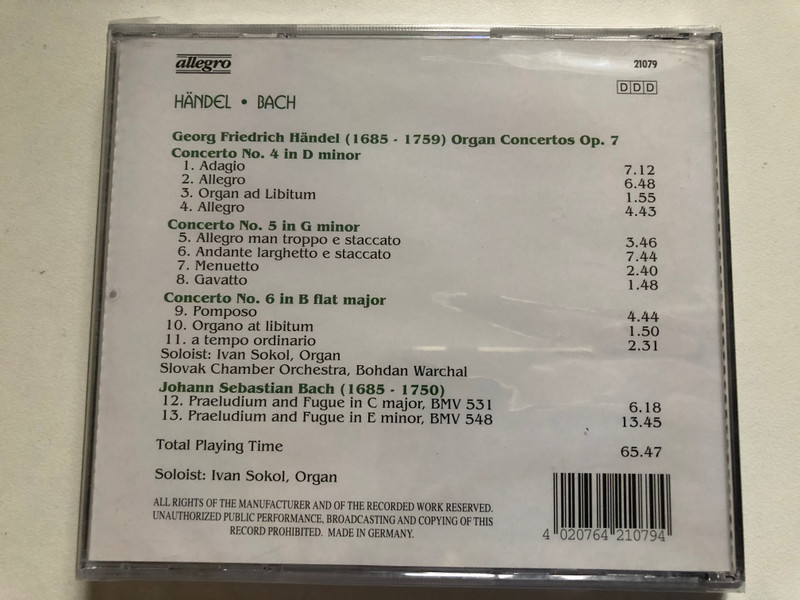 allegro
21079
DDD
HÄNDEL • BACH
Georg Friedrich Händel (1685 - 1759) Organ Concertos Op. 7
Concerto No. 4 in D minor
1. Adagio 7.12
2. Allegro 6.48
3. Organ ad Libitum 1.55
4. Allegro 4.43
Concerto No. 5 in G minor
5. Allegro man troppo e staccato 3.46
6. Andante larghetto e staccato 7.44
7. Menuetto 2.40
8. Gavatto 1.48
Concerto No. 6 in B flat major
9. Pomposo 4.44
10. Organo at libitum 1.50
11. a tempo ordinario 2.31
Soloist: Ivan Sokol, Organ
Slovak Chamber Orchestra, Bohdan Warchal
Johann Sebastian Bach (1685 - 1750)
12. Praeludium and Fugue in C major, BMV 531 6.18
13. Praeludium and Fugue in E minor, BMV 548 13.45
Total Playing Time 65.47
Soloist: Ivan Sokol, Organ
ALL RIGHTS OF THE MANUFACTURER AND OF THE RECORDED WORK RESERVED.
UNAUTHORIZED PUBLIC PERFORMANCE, BROADCASTING AND COPYING OF THIS
RECORD PROHIBITED. MADE IN GERMANY.
4 020764 210794